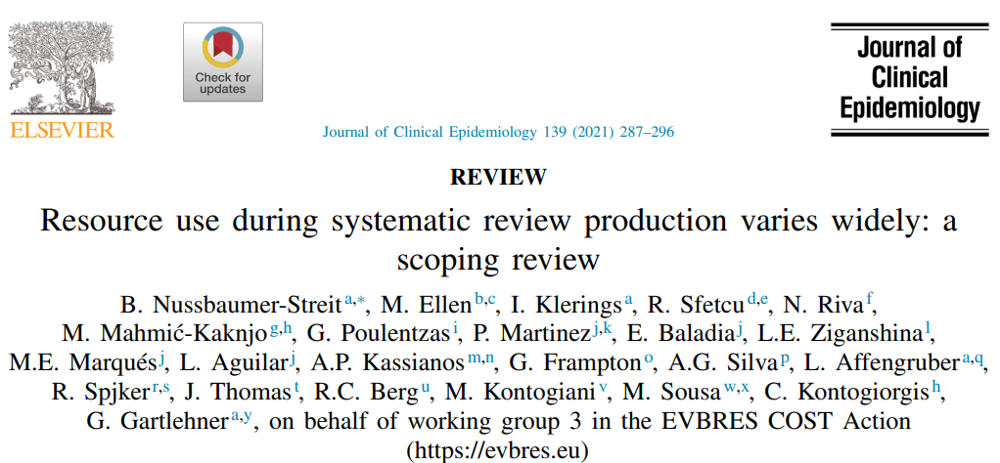 ELSEVIER
Check for
updates
Journal of
Clinical
Epidemiology
Journal of Clinical Epidemiology 139 (2021) 287–296
REVIEW
Resource use during systematic review production varies widely: a
scoping review
B. Nussbaumer-Streit a,*, M. Ellen b,c, I. Klerings a, R. Sfetcu d,e, N. Riva f,
M. Mahmić-Kaknjo g,h, G. Poulentzas i, P. Martinez j,k, E. Baladia j, L.E. Ziganshina l,
M.E. Marqués j, L. Aguilar j, A.P. Kassianos m,n, G. Frampton o, A.G. Silva p, L. Affengruber a,q,
R. Spjker r,s, J. Thomas t, R.C. Berg u, M. Kontogiani v, M. Sousa w,x, C. Kontogiorgis h,
G. Gartlehner a,y, on behalf of working group 3 in the EVBRES COST Action
(https://evbres.eu)